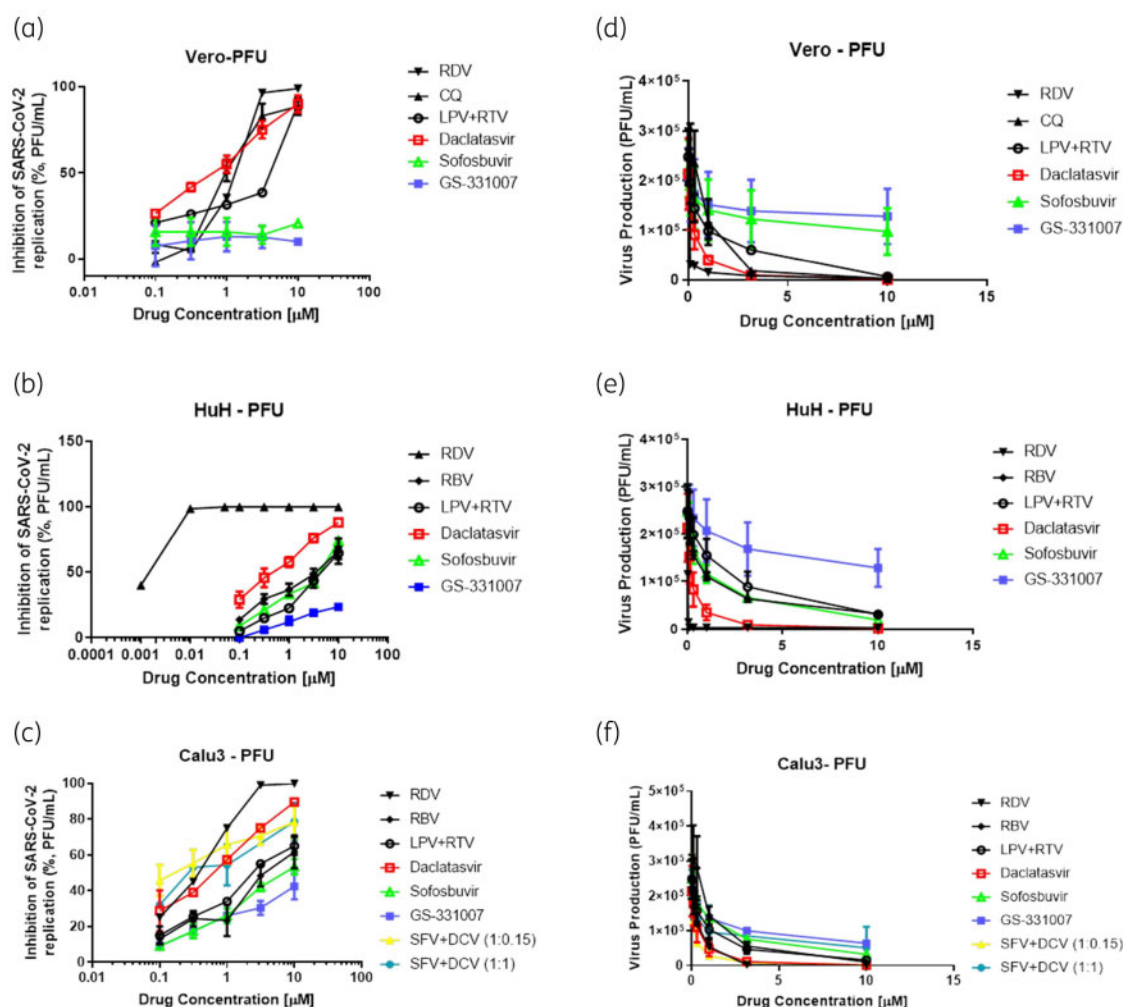 (a)
Vero-PFU
Inhibition of SARS-CoV-2
replication (%, PFU/mL)
100
50
0
0.01
0.1
1
10
100
Drug Concentration [μM]
RDV
CQ
LPV+RTV
Daclatasvir
Sofosbuvir
GS-331007
(d)
Vero - PFU
Virus Production (PFU/mL)
4×10⁵
3×10⁵
2×10⁵
1×10⁵
0
0
5
10
15
Drug Concentration [μM]
RDV
CQ
LPV+RTV
Daclatasvir
Sofosbuvir
GS-331007
(b)
HuH - PFU
Inhibition of SARS-CoV-2
replication (%, PFU/mL)
150
100
50
0
0.0001
0.001
0.01
0.1
1
10
100
Drug Concentration [μM]
RDV
RBV
LPV+RTV
Daclatasvir
Sofosbuvir
GS-331007
(e)
HuH - PFU
Virus Production (PFU/mL)
4×10⁵
3×10⁵
2×10⁵
1×10⁵
0
0
5
10
15
Drug Concentration [μM]
RDV
RBV
LPV+RTV
Daclatasvir
Sofosbuvir
GS-331007
(c)
Calu3 - PFU
Inhibition of SARS-CoV-2
replication (%, PFU/mL)
100
80
60
40
20
0
0.01
0.1
1
10
100
Drug Concentration [μM]
RDV
RBV
LPV+RTV
Daclatasvir
Sofosbuvir
GS-331007
SFV+DCV (1:0.15)
SFV+DCV (1:1)
(f)
Calu3- PFU
Virus Production (PFU/mL)
5×10⁵
4×10⁵
3×10⁵
2×10⁵
1×10⁵
0
0
5
10
15
Drug Concentration [μM]
RDV
RBV
LPV+RTV
Daclatasvir
Sofosbuvir
GS-331007
SFV+DCV (1:0.15)
SFV+DCV (1:1)